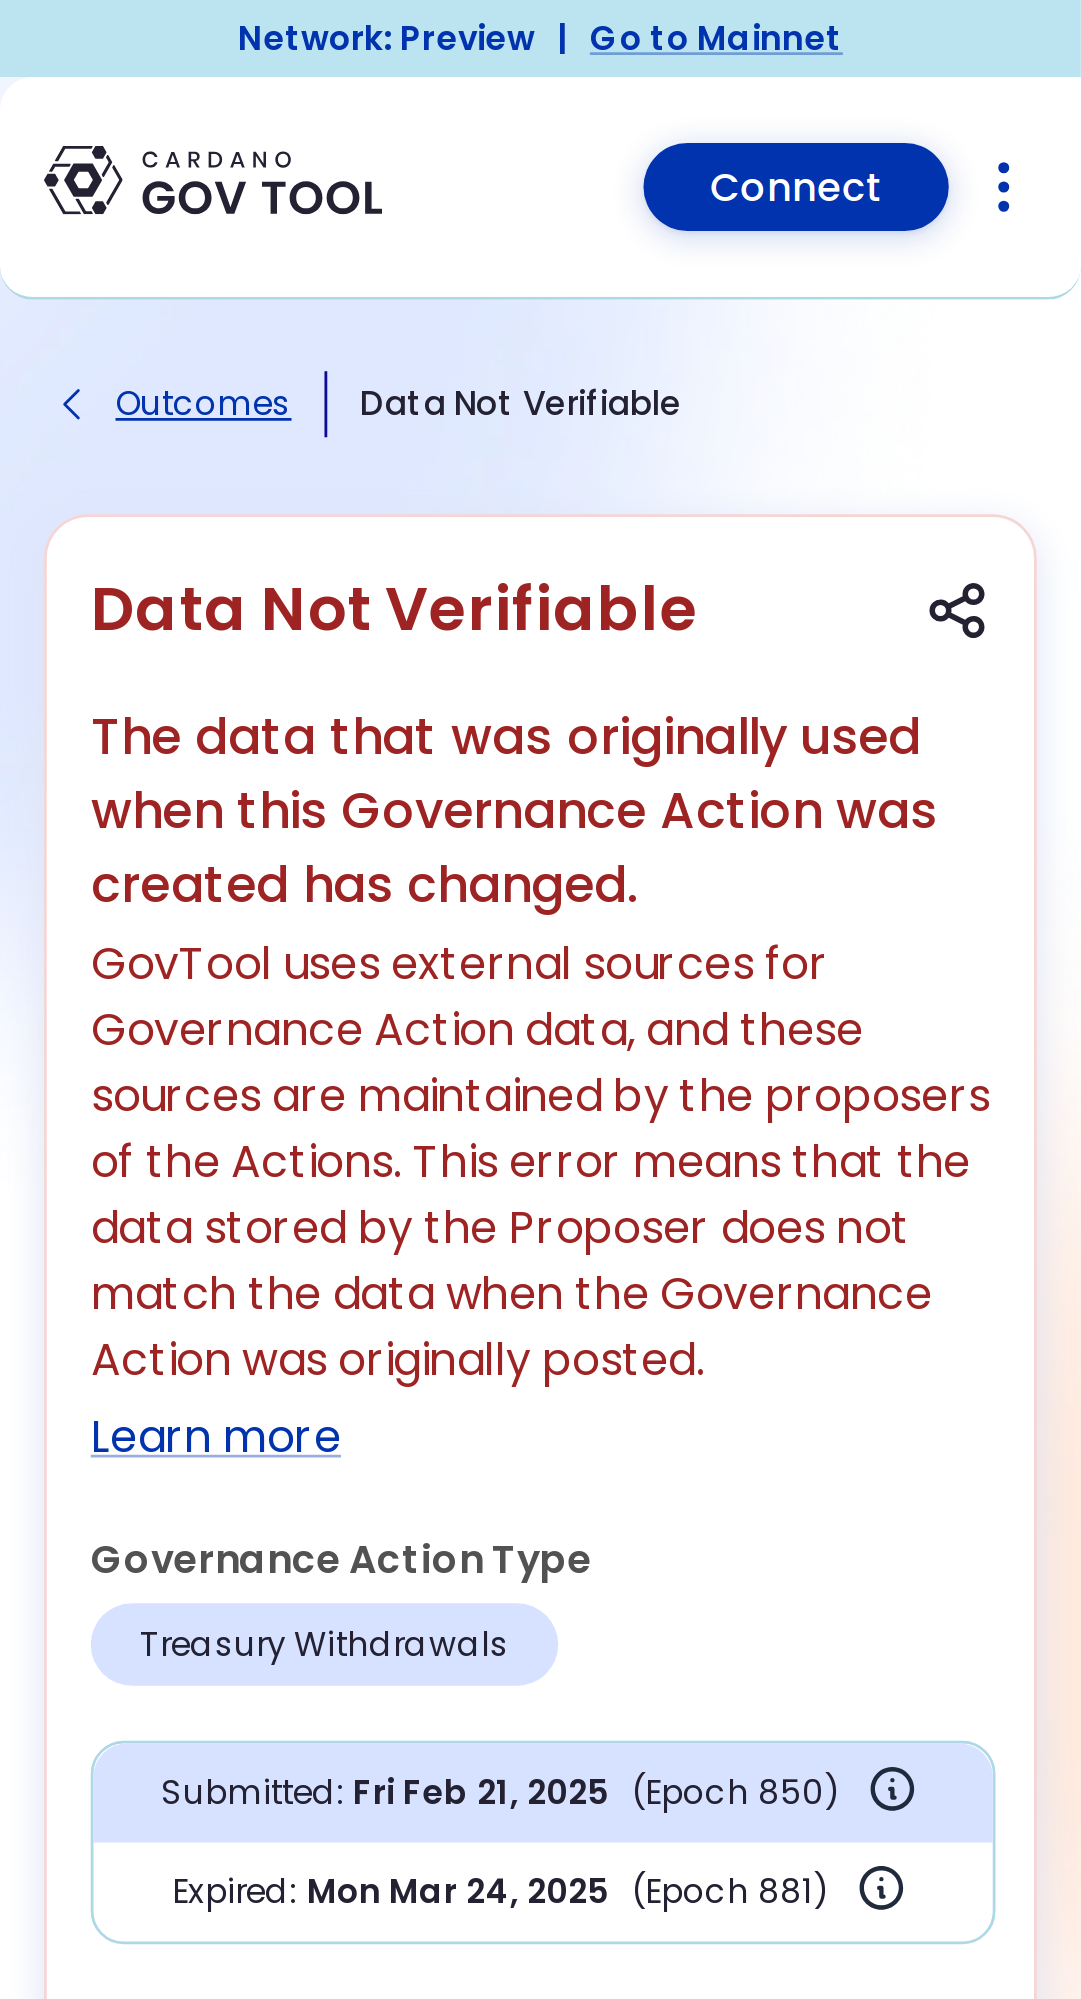 Network: Preview | Go to Mainnet
CARDANO
GOV TOOL
Connect
Outcomes | Data Not Verifiable
Data Not Verifiable
The data that was originally used
when this Governance Action was
created has changed.
GovTool uses external sources for
Governance Action data, and these
sources are maintained by the proposers
of the Actions. This error means that the
data stored by the Proposer does not
match the data when the Governance
Action was originally posted.
Learn more
Governance Action Type
Treasury Withdrawals
Submitted: Fri Feb 21, 2025 (Epoch 850)
Expired: Mon Mar 24, 2025 (Epoch 881)